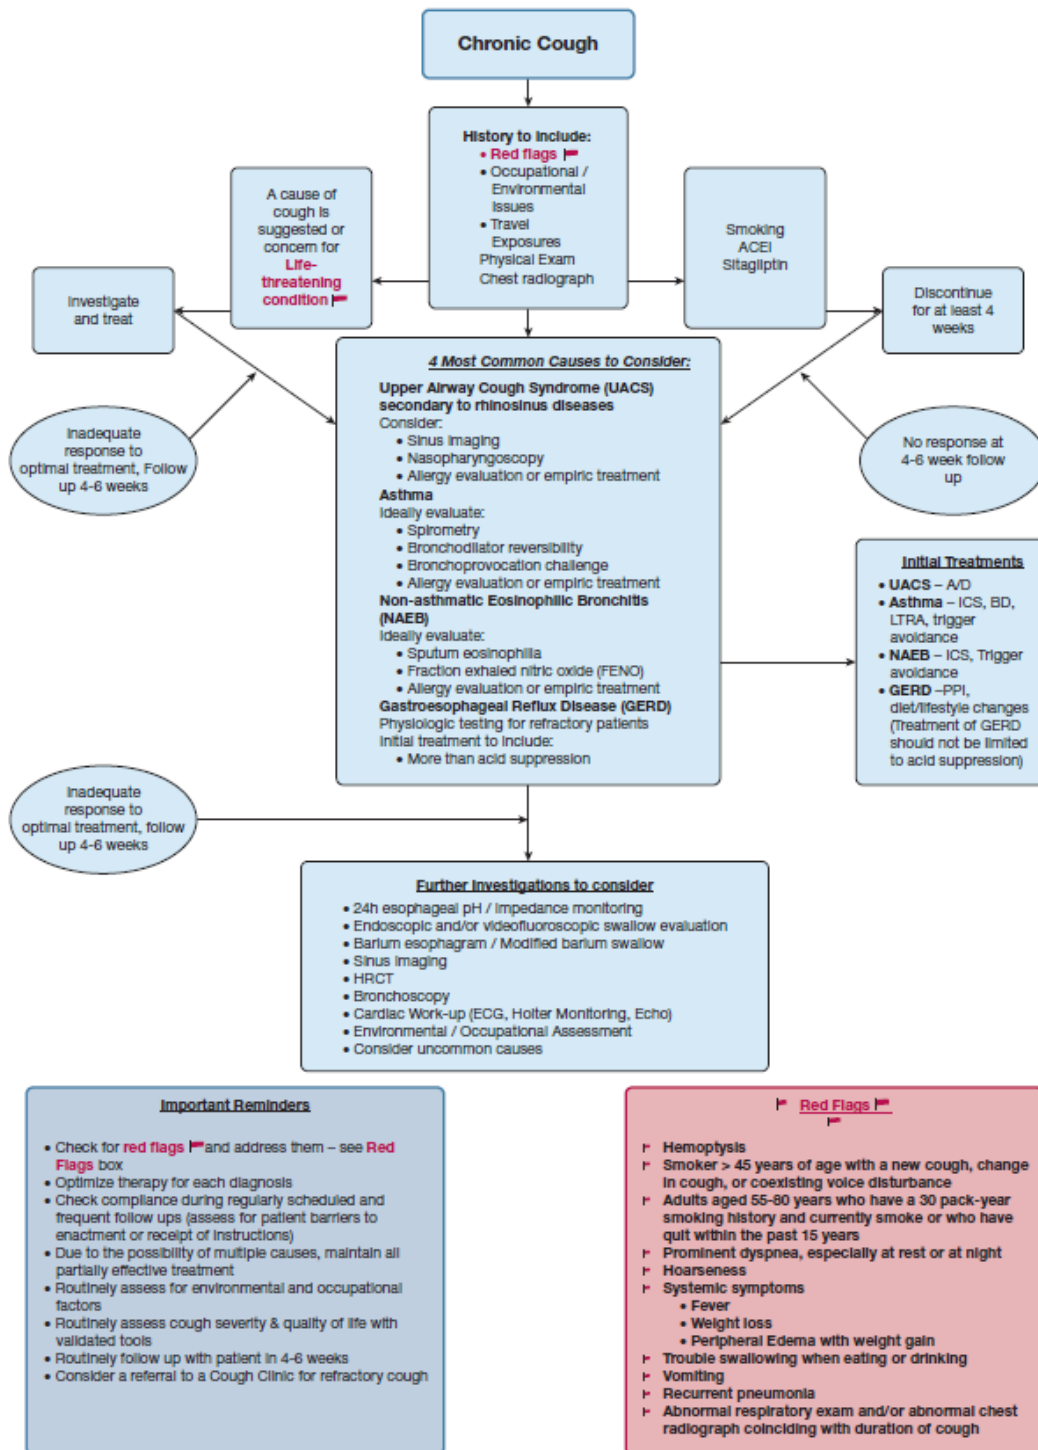 Chronic Cough
History to Include:
• Red flags
• Occupational /
Environmental
Issues
• Travel
Exposures
Physical Exam
Chest radiograph
A cause of
cough is
suggested or
concern for
Life-
threatening
condition
Smoking
ACEI
Sitagliptin
Investigate
and treat
Discontinue
for at least 4
weeks
Inadequate
response to
optimal treatment, Follow
up 4-6 weeks
No response at
4-6 week follow
up
4 Most Common Causes to Consider:
Upper Airway Cough Syndrome (UACS)
secondary to rhinosinus diseases
Consider:
• Sinus Imaging
• Nasopharyngoscopy
• Allergy evaluation or empiric treatment
Asthma
Ideally evaluate:
• Spirometry
• Bronchodilator reversibility
• Bronchoprovocation challenge
• Allergy evaluation or empiric treatment
Non-asthmatic Eosinophilic Bronchitis
(NAEB)
Ideally evaluate:
• Sputum eosinophilia
• Fraction exhaled nitric oxide (FENO)
• Allergy evaluation or empiric treatment
Gastroesophageal Reflux Disease (GERD)
Physiologic testing for refractory patients
Initial treatment to include:
• More than acid suppression
Initial Treatments
• UACS – A/D
• Asthma – ICS, BD,
LTRA, trigger
avoidance
• NAEB – ICS, Trigger
avoidance
• GERD –PPI,
diet/lifestyle changes
(Treatment of GERD
should not be limited
to acid suppression)
Inadequate
response to
optimal treatment, follow
up 4-6 weeks
Further Investigations to consider
• 24h esophageal pH / Impedance monitoring
• Endoscopic and/or videofluoroscopic swallow evaluation
• Barium esophagram / Modified barium swallow
• Sinus Imaging
• HRCT
• Bronchoscopy
• Cardiac Work-up (ECG, Holter Monitoring, Echo)
• Environmental / Occupational Assessment
• Consider uncommon causes
Important Reminders
• Check for red flags and address them – see Red
Flags box
• Optimize therapy for each diagnosis
• Check compliance during regularly scheduled and
frequent follow ups (assess for patient barriers to
enactment or receipt of instructions)
• Due to the possibility of multiple causes, maintain all
partially effective treatment
• Routinely assess for environmental and occupational
factors
• Routinely assess cough severity & quality of life with
validated tools
• Routinely follow up with patient in 4-6 weeks
• Consider a referral to a Cough Clinic for refractory cough
Red Flags
Hemoptysis
Smoker > 45 years of age with a new cough, change
in cough, or coexisting voice disturbance
Adults aged 55-80 years who have a 30 pack-year
smoking history and currently smoke or who have
quit within the past 15 years
Prominent dyspnea, especially at rest or at night
Hoarseness
Systemic symptoms
• Fever
• Weight loss
• Peripheral Edema with weight gain
Trouble swallowing when eating or drinking
Vomiting
Recurrent pneumonia
Abnormal respiratory exam and/or abnormal chest
radiograph coinciding with duration of cough